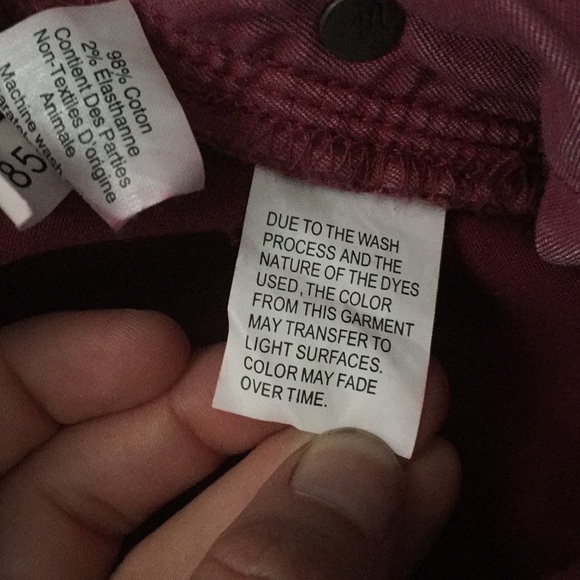 98% Coton
2% Élasthanne
Contient Des Parties
Non-Textiles D'origine
Animale
Machine wash
85
DUE TO THE WASH
PROCESS AND THE
NATURE OF THE DYES
USED, THE COLOR
FROM THIS GARMENT
MAY TRANSFER TO
LIGHT SURFACES.
COLOR MAY FADE
OVER TIME.